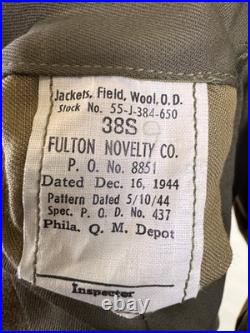 Jackets, Field, Wool, O.D.
Stock No. 55-J-384-650
38S
FULTON NOVELTY CO.
P. O. No. 8851
Dated Dec. 16, 1944
Pattern Dated 5/10/44
Spec. P. Q. D. No. 437
Phila. Q. M. Depot
Inspector